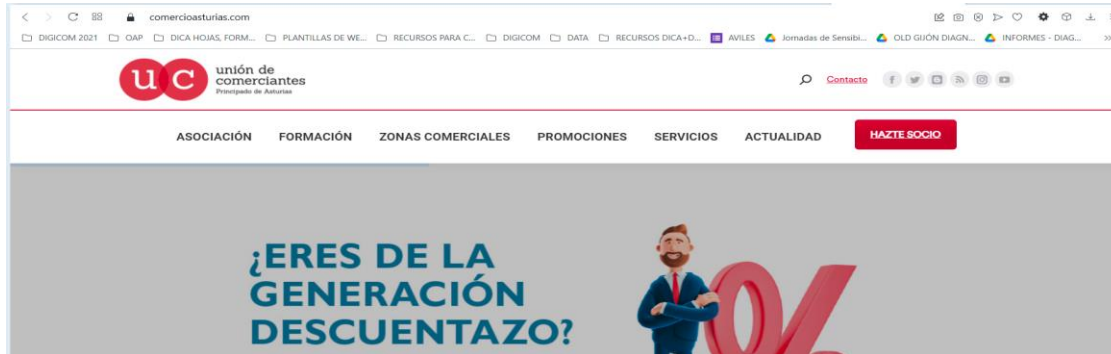 comercioasturias.com
DIGICOM 2021 OAP DICA HOJAS, FORM... PLANTILLAS DE WE... RECURSOS PARA C... DIGICOM DATA RECURSOS DICA+D... AVILES Jornadas de Sensibi... OLD GIJÓN DIAGN... INFORMES - DIAG...
uc
unión de
comerciantes
Principado de Asturias
Contacto
ASOCIACIÓN FORMACIÓN ZONAS COMERCIALES PROMOCIONES SERVICIOS ACTUALIDAD HAZTE SOCIO
¿ERES DE LA
GENERACIÓN
DESCUENTAZO?
%